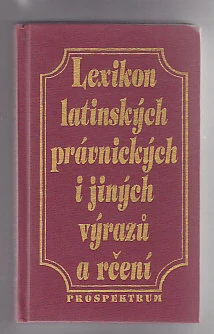 Lexikon
latinských
právnických
i jiných
výrazů
a rčení
PROSPEKTRUM